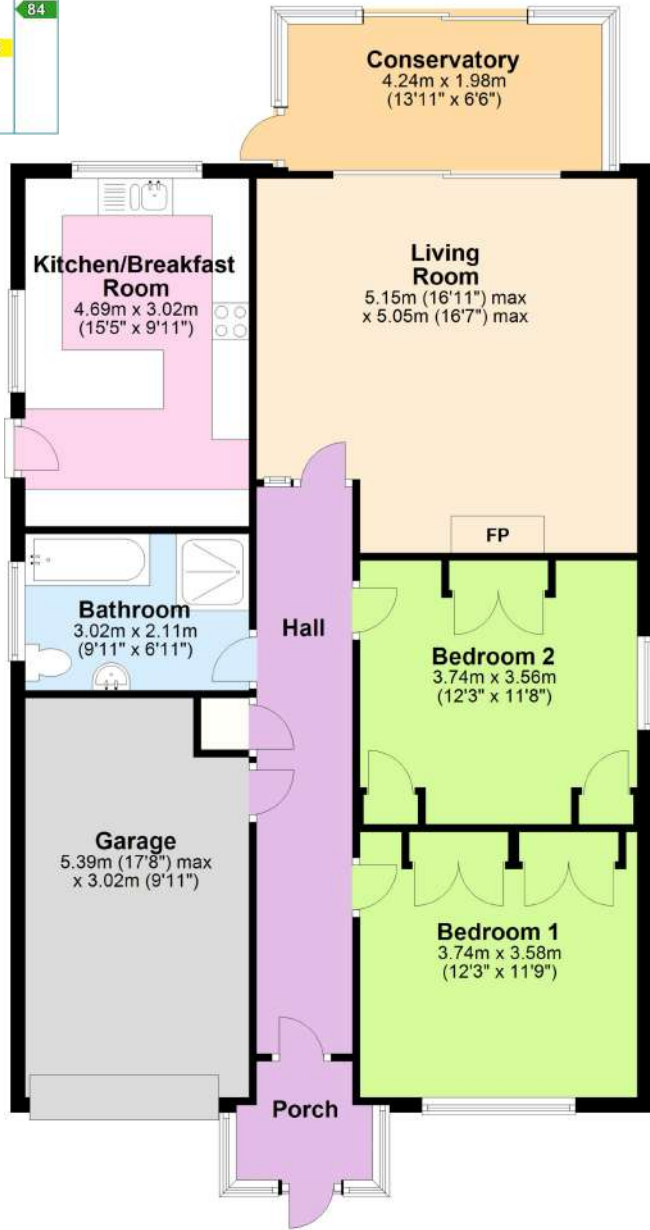 84
Conservatory
4.24m x 1.98m
(13'11" x 6'6")
Kitchen/Breakfast
Room
4.69m x 3.02m
(15'5" x 9'11")
Living
Room
5.15m (16'11") max
x 5.05m (16'7") max
FP
Bathroom
3.02m x 2.11m
(9'11" x 6'11")
Hall
Bedroom 2
3.74m x 3.56m
(12'3" x 11'8")
Garage
5.39m (17'8") max
x 3.02m (9'11")
Bedroom 1
3.74m x 3.58m
(12'3" x 11'9")
Porch